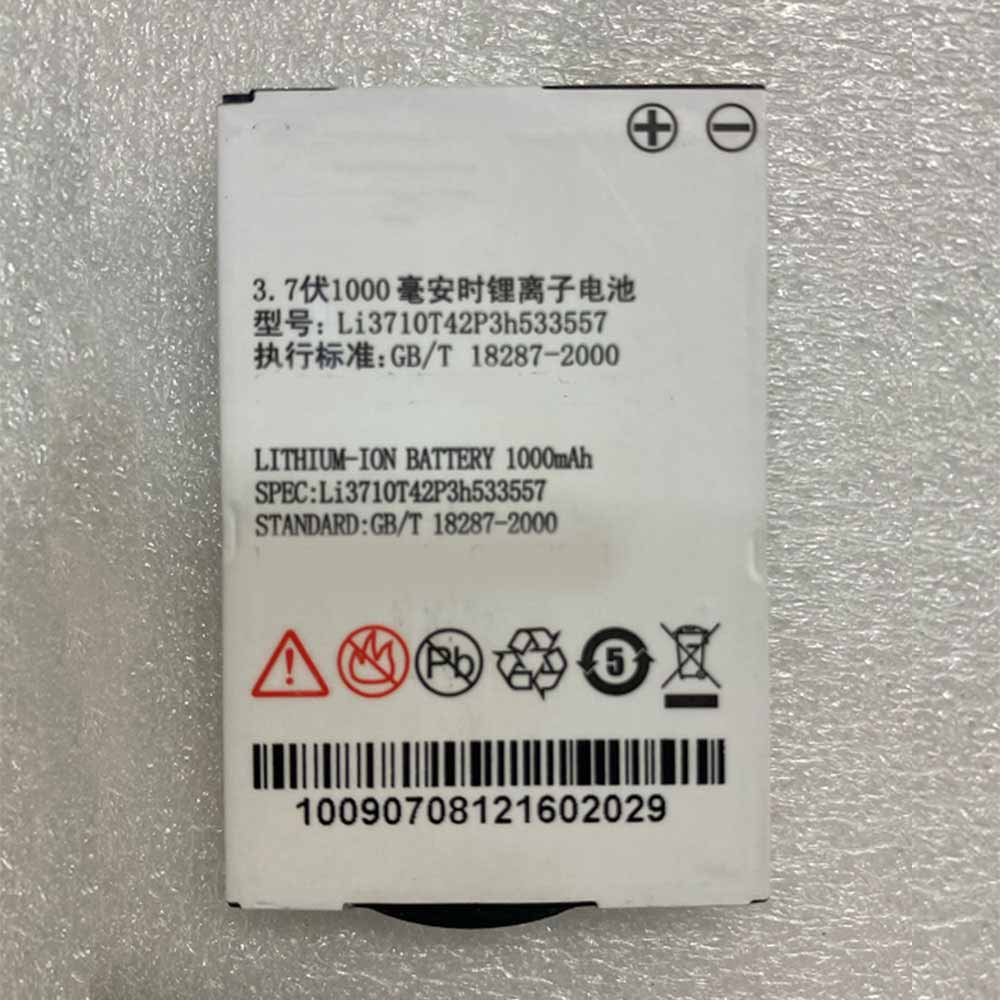 3.7伏1000 毫安时锂离子电池
型号: Li3710T42P3h533557
执行标准:GB/T 18287-2000
LITHIUM-ION BATTERY 1000mAh
SPEC:Li3710T42P3h533557
STANDARD:GB/T 18287-2000
Pb
5
10090708121602029